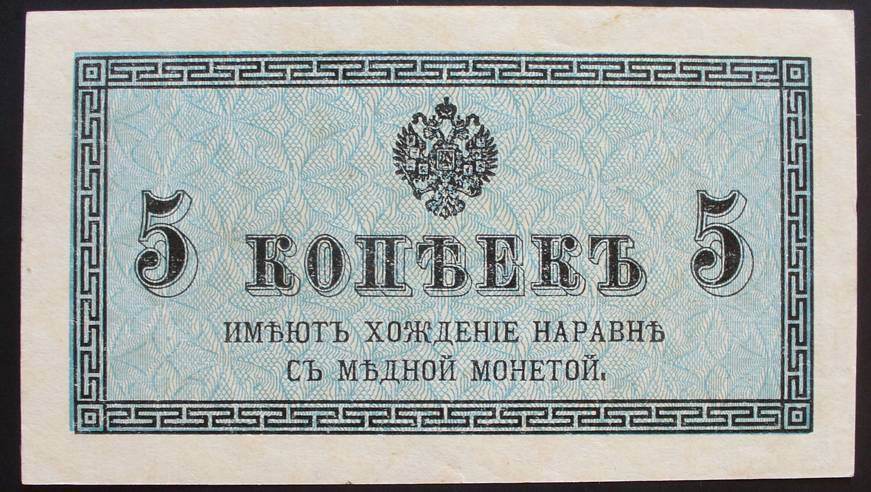 5 КОПѢЕКЪ 5
ИМѢЮТЪ ХОЖДЕНІЕ НАРАВНѢ
СЪ МѢДНОЙ МОНЕТОЙ.